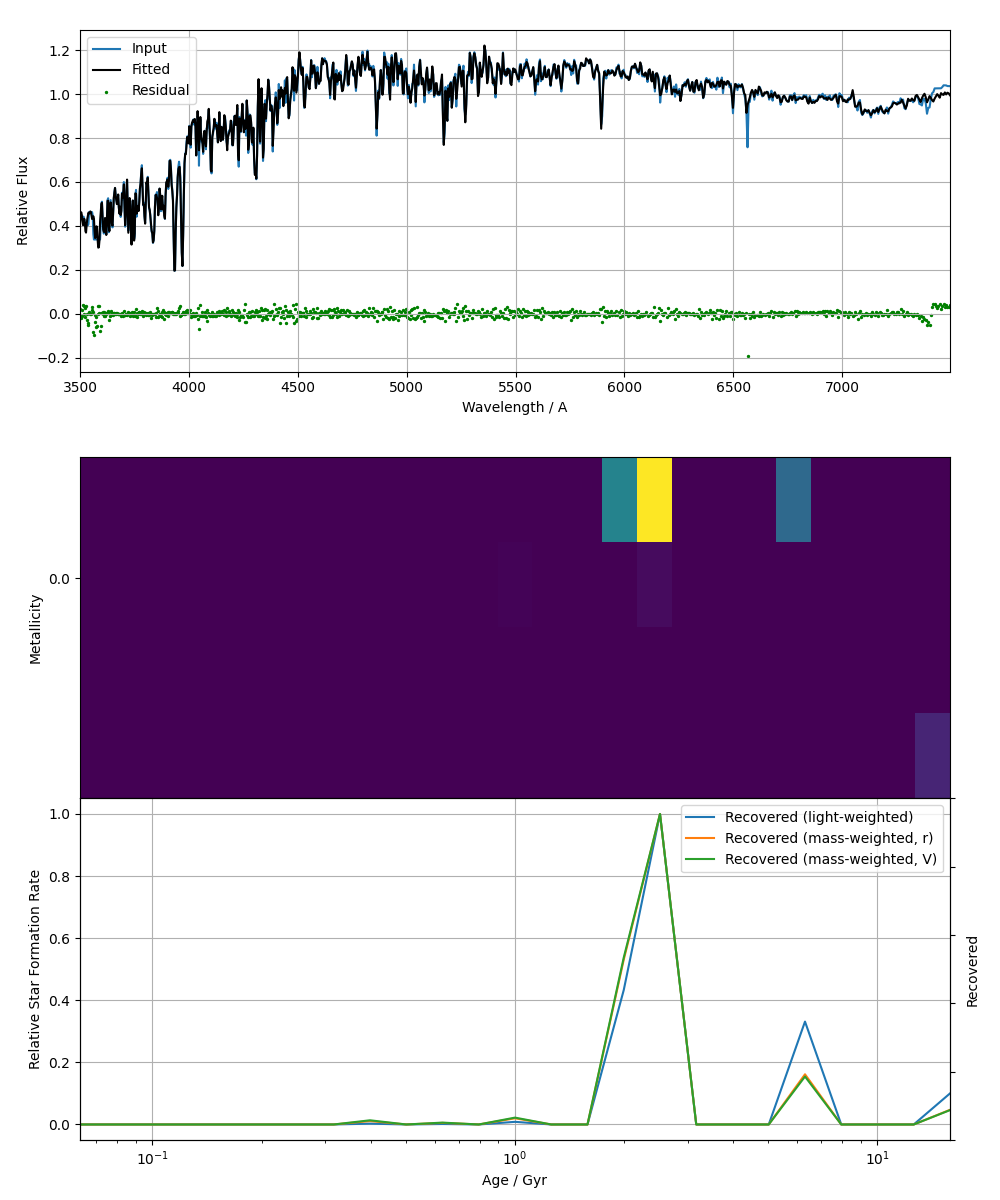 1.2
1.0
0.8
0.6
0.4
0.2
0.0
−0.2
Relative Flux
Input
Fitted
Residual
3500 4000 4500 5000 5500 6000 6500 7000
Wavelength / A
0.0
Metallicity
1.0
0.8
0.6
0.4
0.2
0.0
Relative Star Formation Rate
Recovered (light-weighted)
Recovered (mass-weighted, r)
Recovered (mass-weighted, V)
Recovered
10⁻¹ 10⁰ 10¹
Age / Gyr